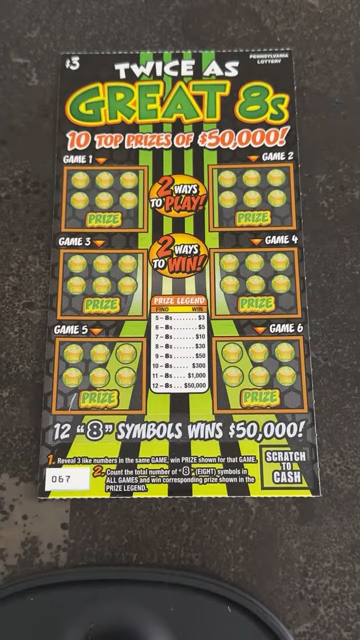 $3
PENNSYLVANIA
LOTTERY
TWICE AS
GREAT 8s
10 TOP PRIZES OF $50,000!
GAME 1
GAME 2
PRIZE
2 WAYS
TO PLAY!
PRIZE
GAME 3
GAME 4
PRIZE
2 WAYS
TO WIN!
PRIZE
PRIZE LEGEND
FIND WIN
5 – 8s .... $3
6 – 8s .... $5
7 – 8s .... $10
8 – 8s .... $30
9 – 8s .... $50
10 – 8s .... $300
11 – 8s .... $1,000
12 – 8s .... $50,000
GAME 5
GAME 6
PRIZE
PRIZE
12 "8" SYMBOLS WINS $50,000!
1. Reveal 3 like numbers in the same GAME, win PRIZE shown for that GAME.
2. Count the total number of "8" (EIGHT) symbols in
ALL GAMES and win corresponding prize shown in the
PRIZE LEGEND.
SCRATCH
TO
CASH
067